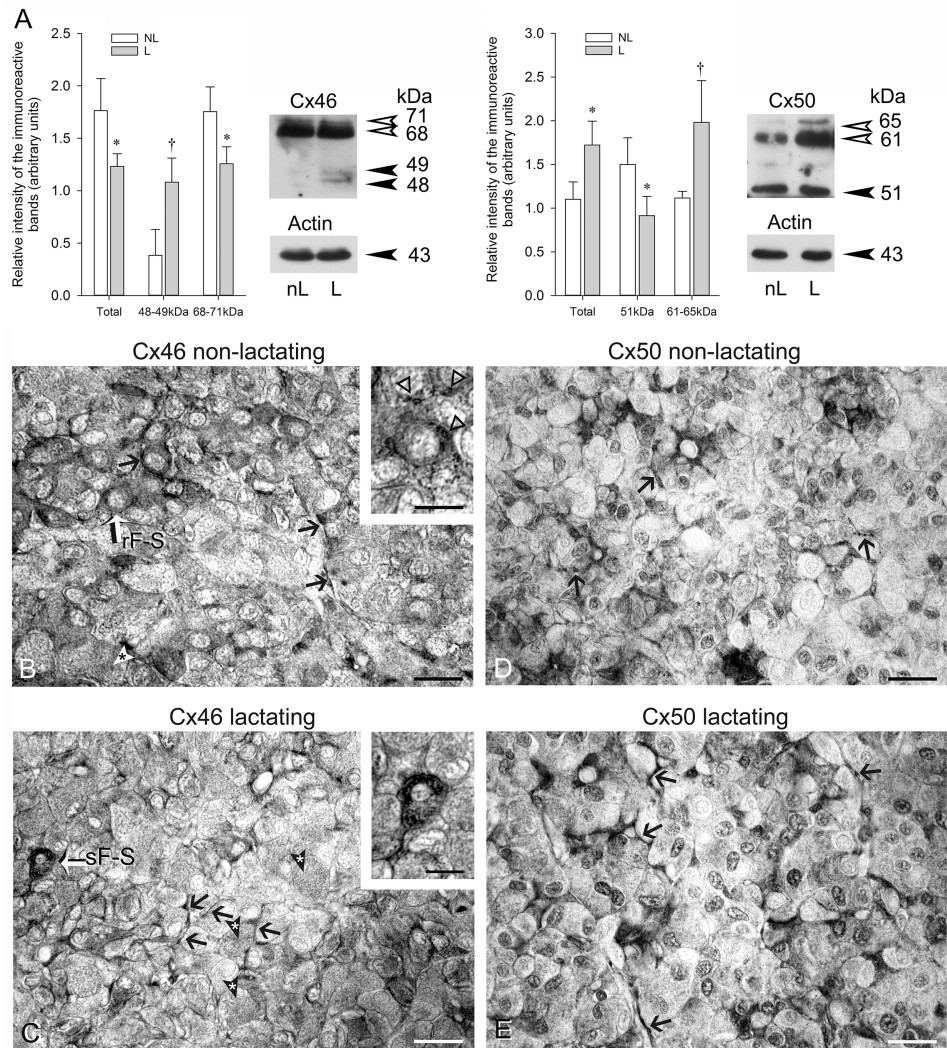 A
Relative intensity of the immunoreactive
bands (arbitrary units)
2.5
2.0
1.5
1.0
0.5
0.0
NL
L
*
†
*
Total 48-49kDa 68-71kDa
Cx46
kDa
71
68
49
48
Actin
43
nL L
Relative intensity of the immunoreactive
bands (arbitrary units)
3.0
2.5
2.0
1.5
1.0
0.5
0.0
NL
L
*
*
†
Total 51kDa 61-65kDa
Cx50
kDa
65
61
51
Actin
43
nL L
Cx46 non-lactating
rF-S
*
B
Cx50 non-lactating
D
Cx46 lactating
sF-S
*
*
*
C
Cx50 lactating
E